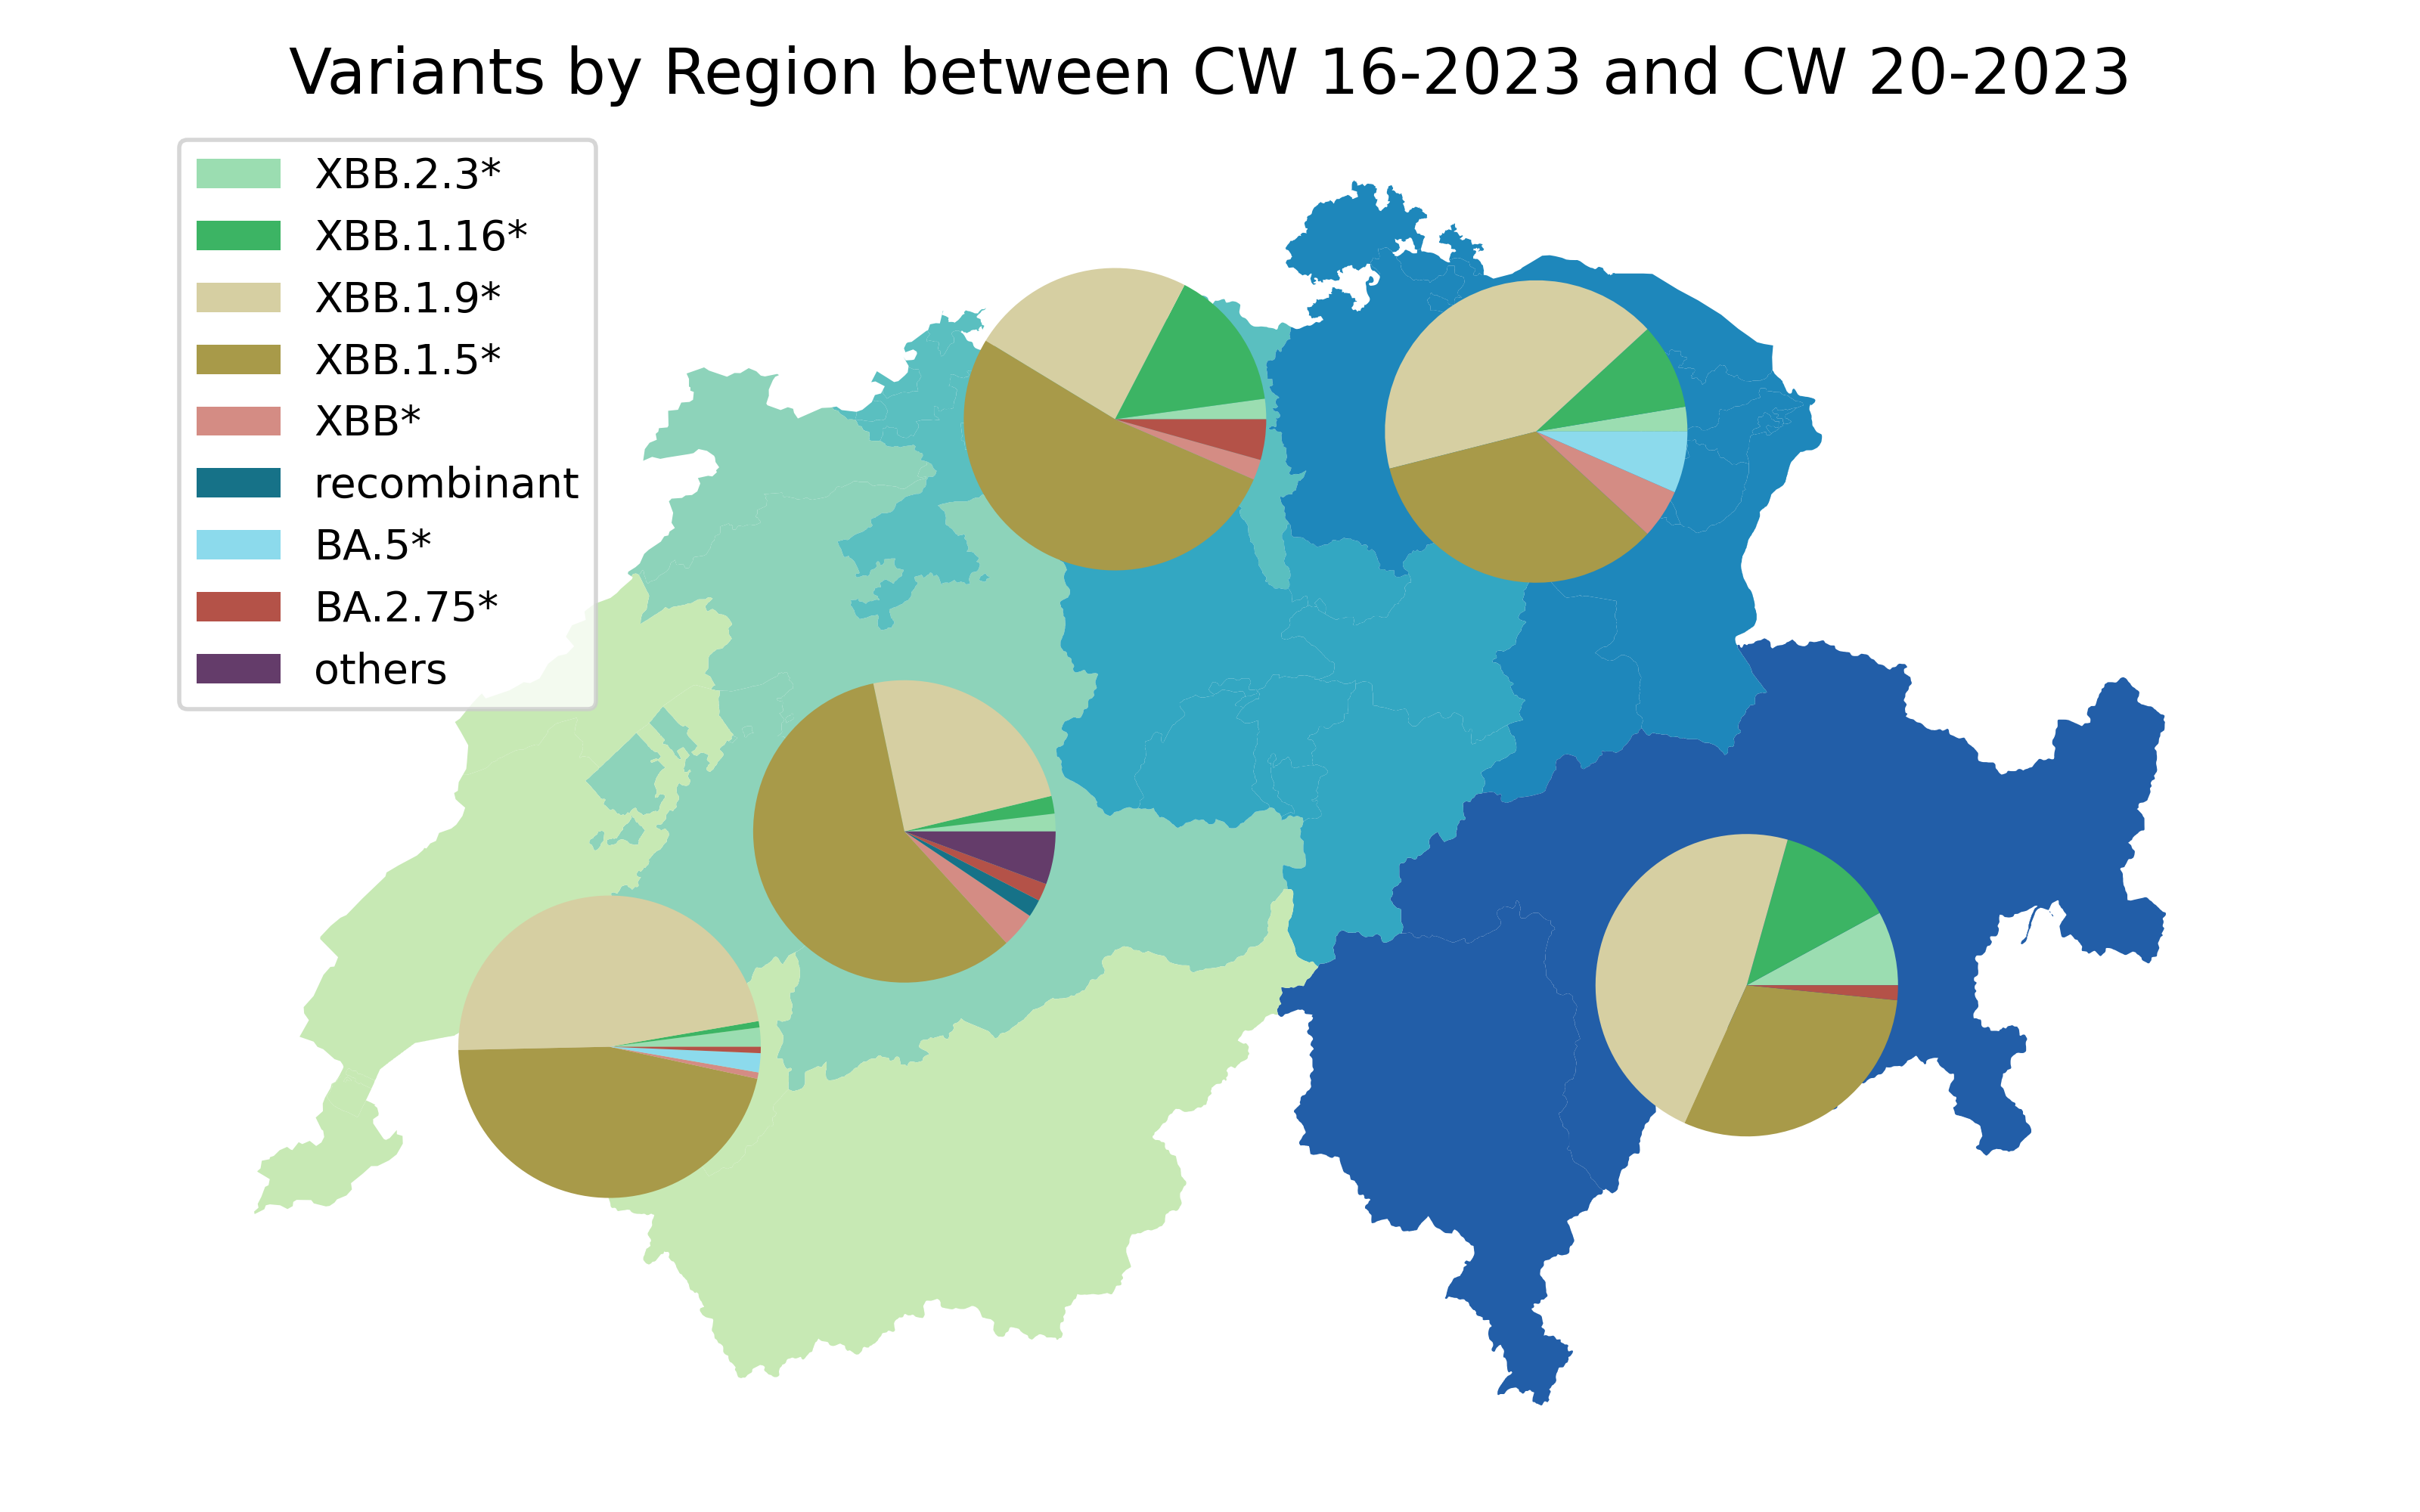 Variants by Region between CW 16-2023 and CW 20-2023
XBB.2.3*
XBB.1.16*
XBB.1.9*
XBB.1.5*
XBB*
recombinant
BA.5*
BA.2.75*
others